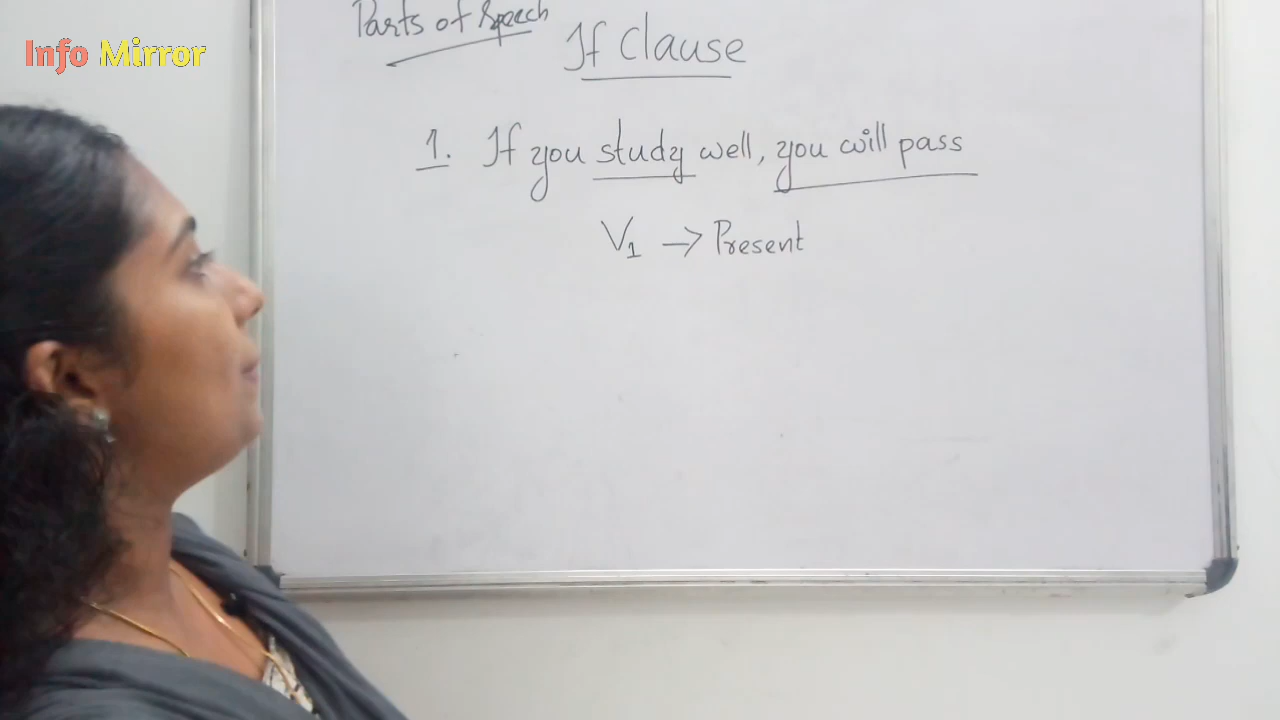 Info Mirror
Parts of Speech
If Clause
1. If you study well, you will pass
V1 → Present